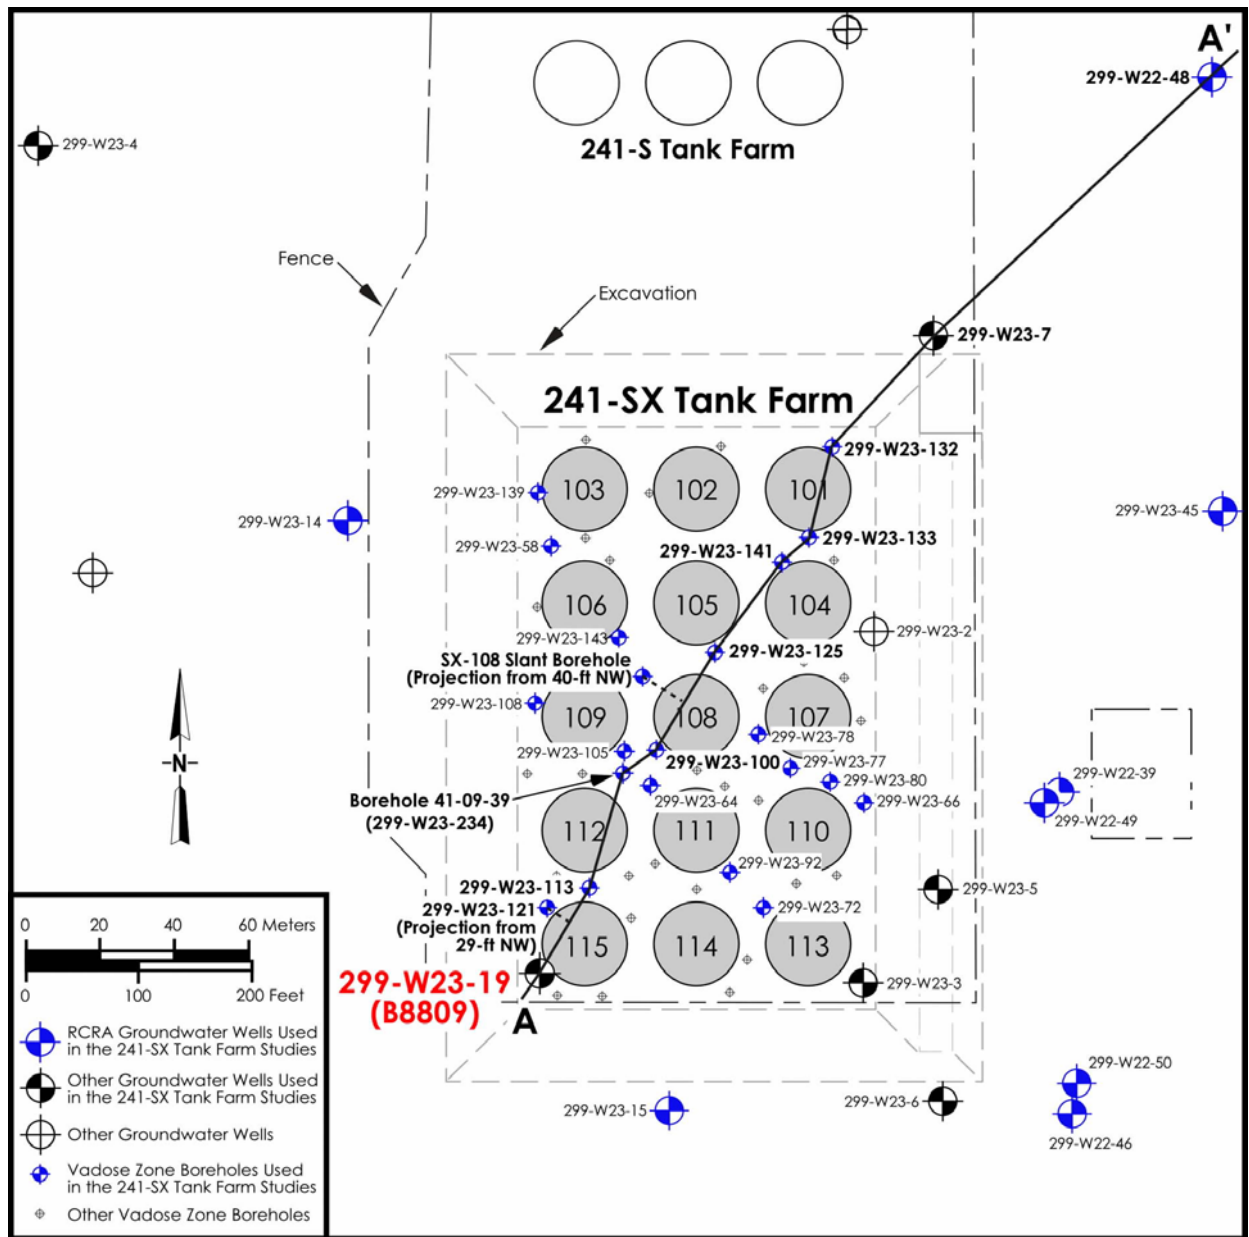 A'
299-W22-48
241-S Tank Farm
299-W23-4
Fence
Excavation
299-W23-7
241-SX Tank Farm
299-W23-132
103
102
101
299-W23-139
299-W23-14
299-W23-45
299-W23-133
299-W23-58
299-W23-141
106
105
104
299-W23-143
299-W23-2
299-W23-125
SX-108 Slant Borehole
(Projection from 40-ft NW)
299-W23-108
109
108
107
299-W23-78
299-W23-105
299-W23-100
299-W23-77
299-W23-80
299-W22-39
Borehole 41-09-39
(299-W23-234)
299-W23-64
299-W23-66
299-W22-49
112
111
110
299-W23-92
299-W23-113
299-W23-5
299-W23-121
(Projection from
29-ft NW)
299-W23-72
115
114
113
299-W23-19
(B8809)
299-W23-3
A
299-W22-50
299-W23-15
299-W23-6
299-W22-46
N
0 20 40 60 Meters
0 100 200 Feet
RCRA Groundwater Wells Used
in the 241-SX Tank Farm Studies
Other Groundwater Wells Used
in the 241-SX Tank Farm Studies
Other Groundwater Wells
Vadose Zone Boreholes Used
in the 241-SX Tank Farm Studies
Other Vadose Zone Boreholes